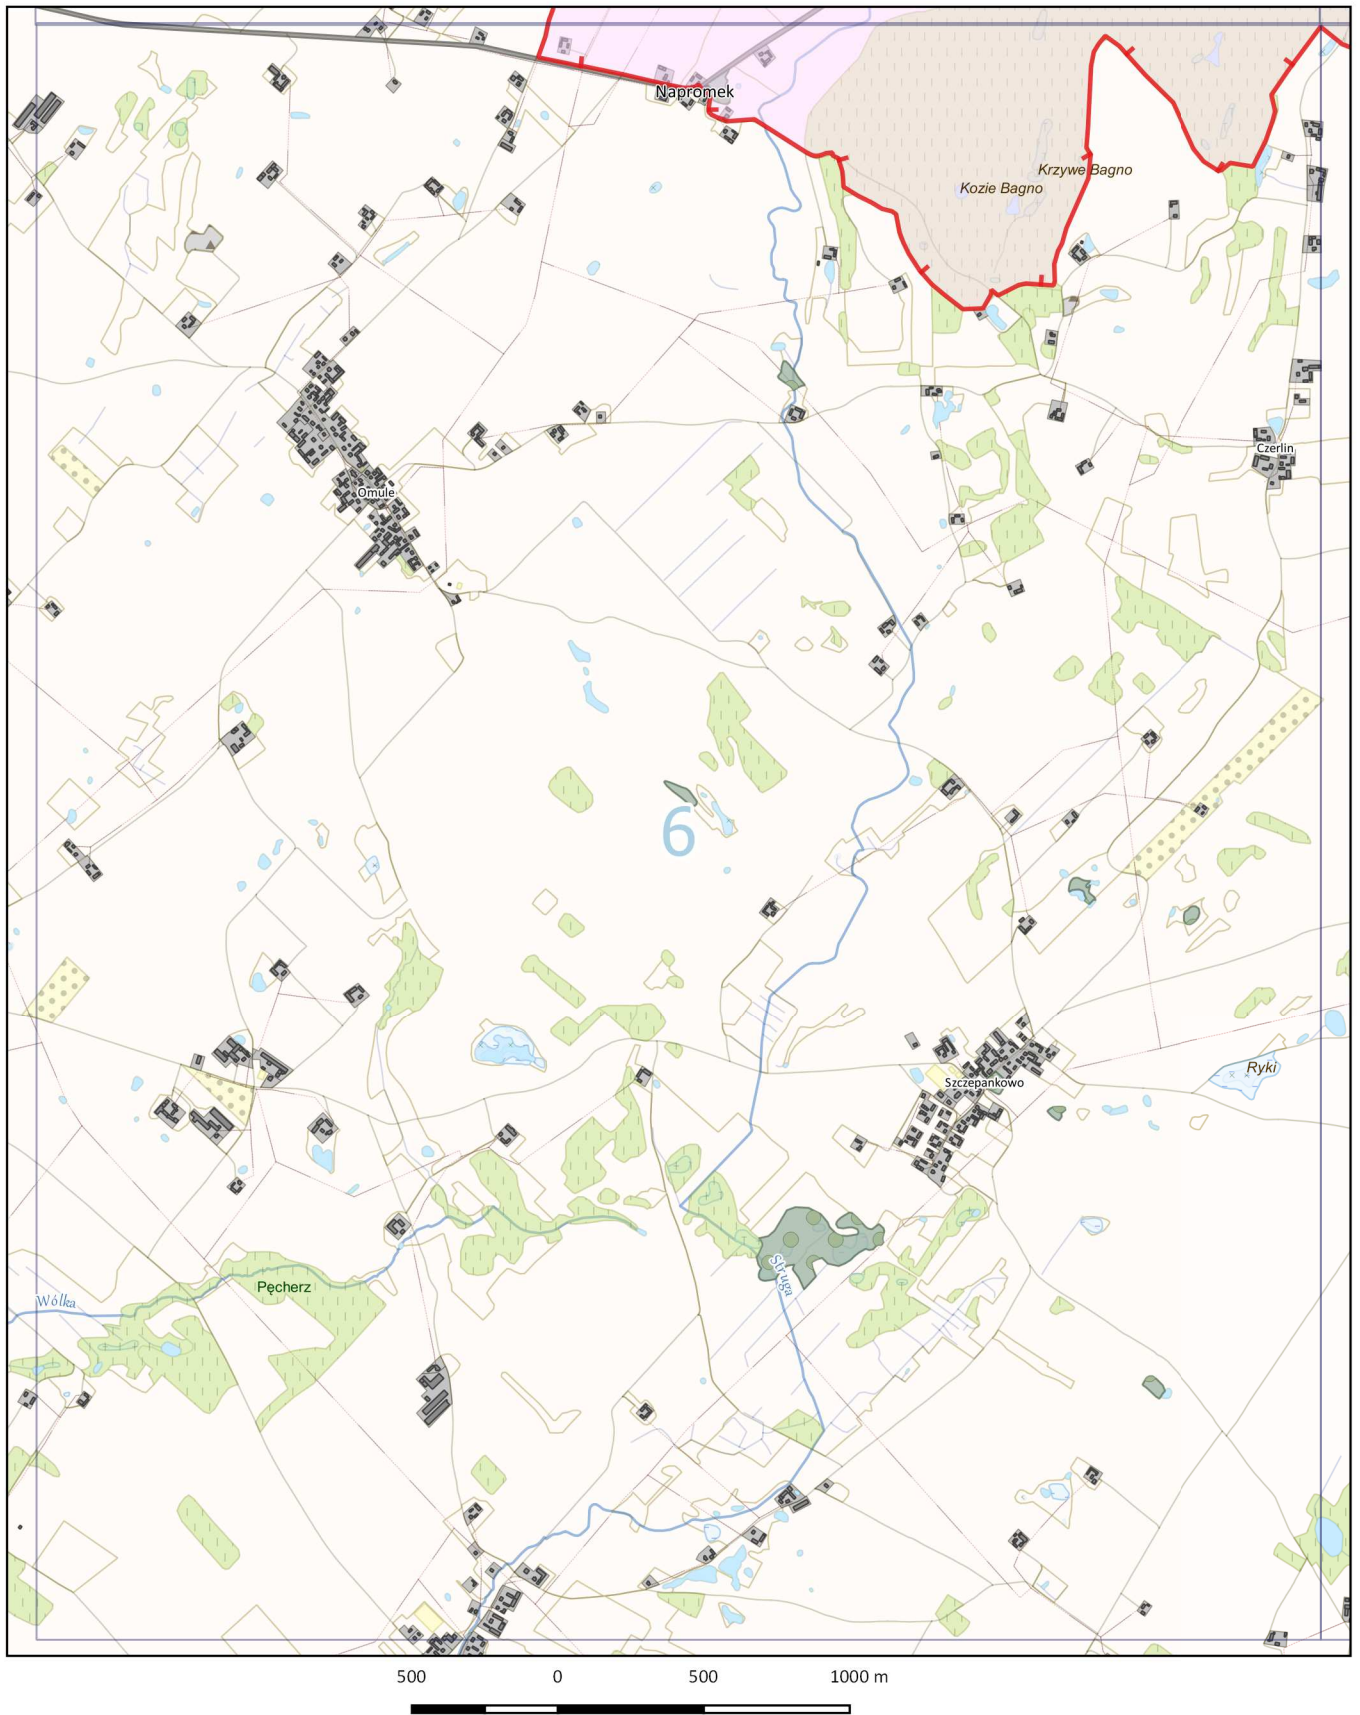 Napromek
Krzywe Bagno
Kozie Bagno
Czerlin
Omule
6
Ryki
Szczepankowo
Struga
Pęcherz
Wólka
500 0 500 1000 m